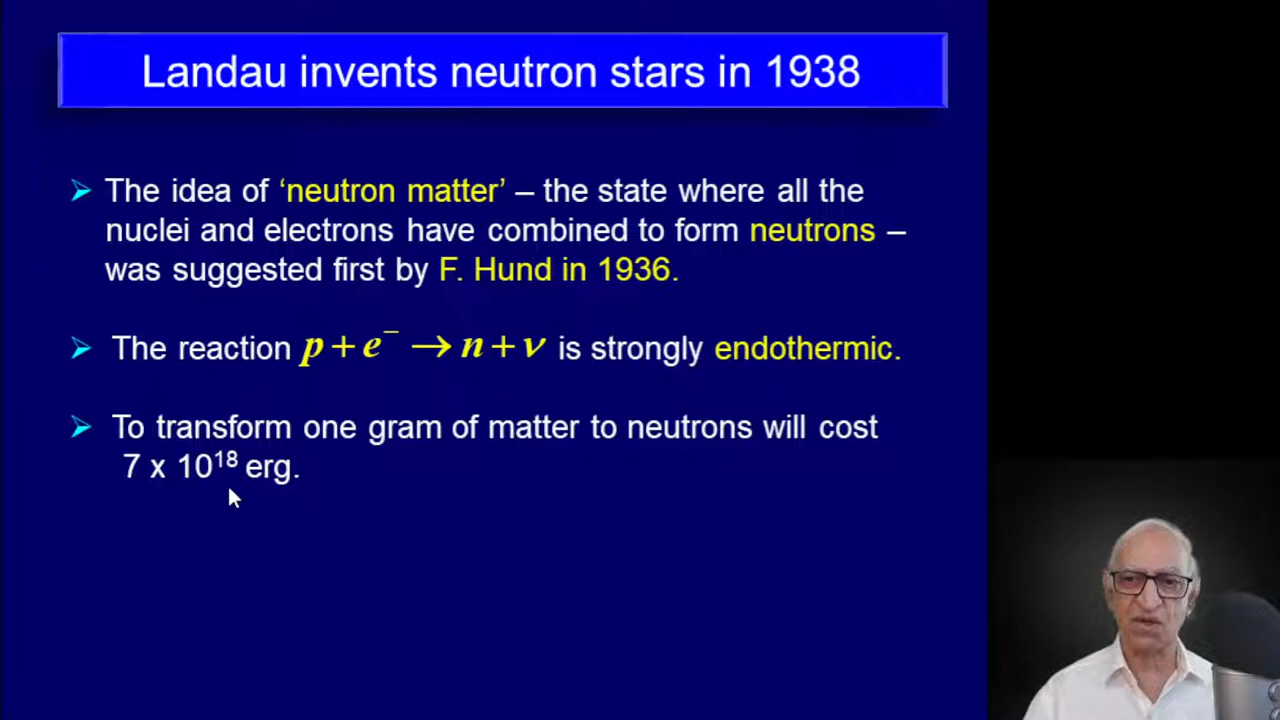 Landau invents neutron stars in 1938
➢ The idea of ‘neutron matter’ – the state where all the
nuclei and electrons have combined to form neutrons –
was suggested first by F. Hund in 1936.
➢ The reaction p + e⁻ → n + ν is strongly endothermic.
➢ To transform one gram of matter to neutrons will cost
7 x 10¹⁸ erg.